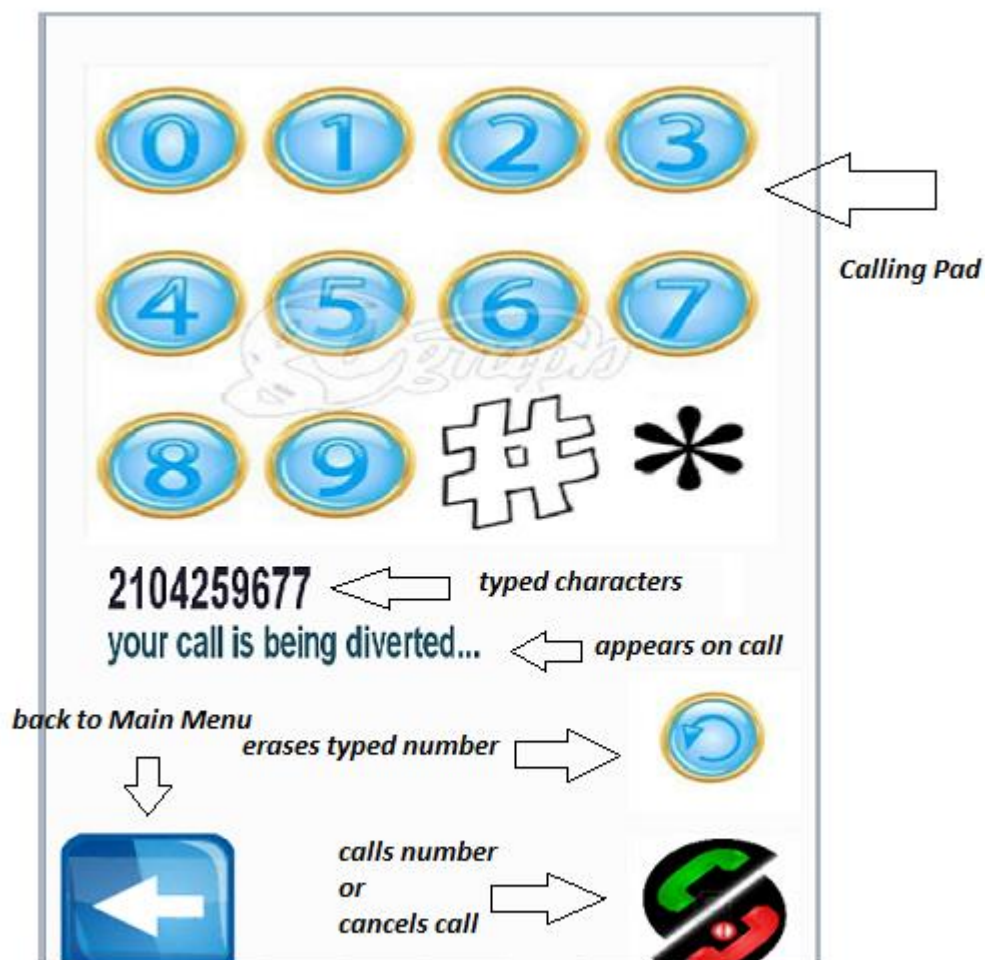 0 1 2 3
Calling Pad
4 5 6 7
8 9 # *
2104259677
typed characters
your call is being diverted...
appears on call
back to Main Menu
erases typed number
calls number
or
cancels call